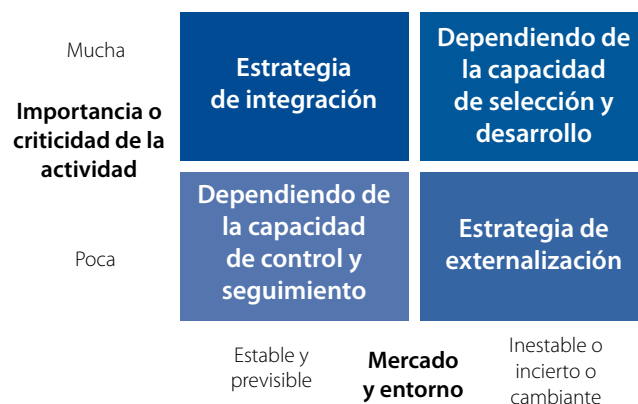 Mucha
Importancia o
criticidad de la
actividad
Poca
Estrategia
de integración
Dependiendo de
la capacidad
de selección y
desarrollo
Dependiendo de
la capacidad
de control y
seguimiento
Estrategia de
externalización
Estable y
previsible
Mercado
y entorno
Inestable o
incierto o
cambiante